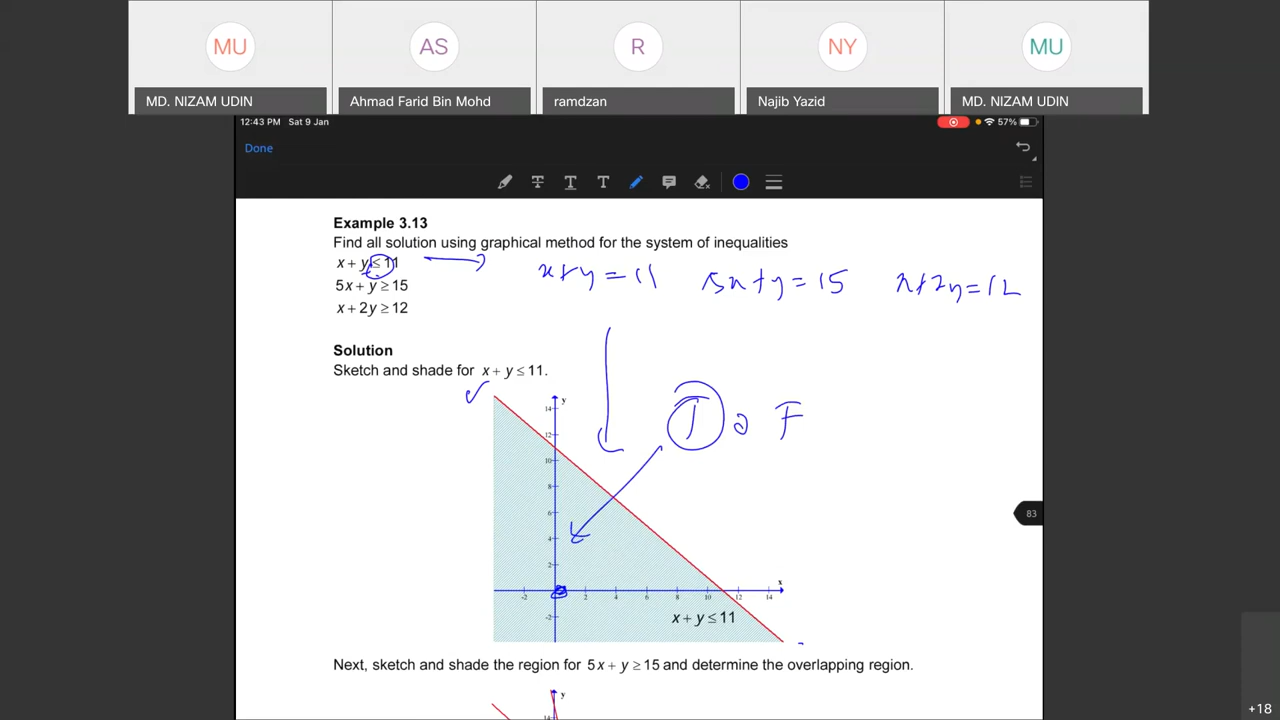 MU AS R NY MU
MD. NIZAM UDIN Ahmad Farid Bin Mohd ramdzan Najib Yazid MD. NIZAM UDIN
12:43 PM Sat 9 Jan 57%
Done
T T T
Example 3.13
Find all solution using graphical method for the system of inequalities
x + y ≤ 11
x+y=11 5x+y=15 x+2y=12
5x + y ≥ 15
x + 2y ≥ 12
Solution
Sketch and shade for x + y ≤ 11.
y
14
12
10
8
6
4
2
-2
T F
x
-2 2 4 6 8 10 12 14
x + y ≤ 11
83
Next, sketch and shade the region for 5x + y ≥ 15 and determine the overlapping region.
y
14
+18